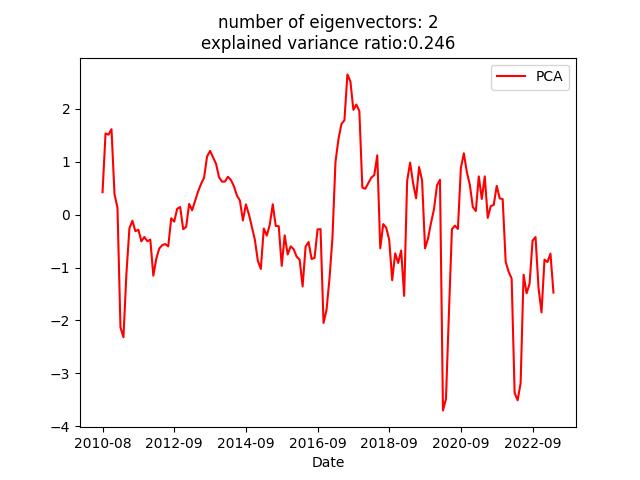 number of eigenvectors: 2
explained variance ratio:0.246
PCA
2
1
0
−1
−2
−3
−4
2010-08 2012-09 2014-09 2016-09 2018-09 2020-09 2022-09
Date